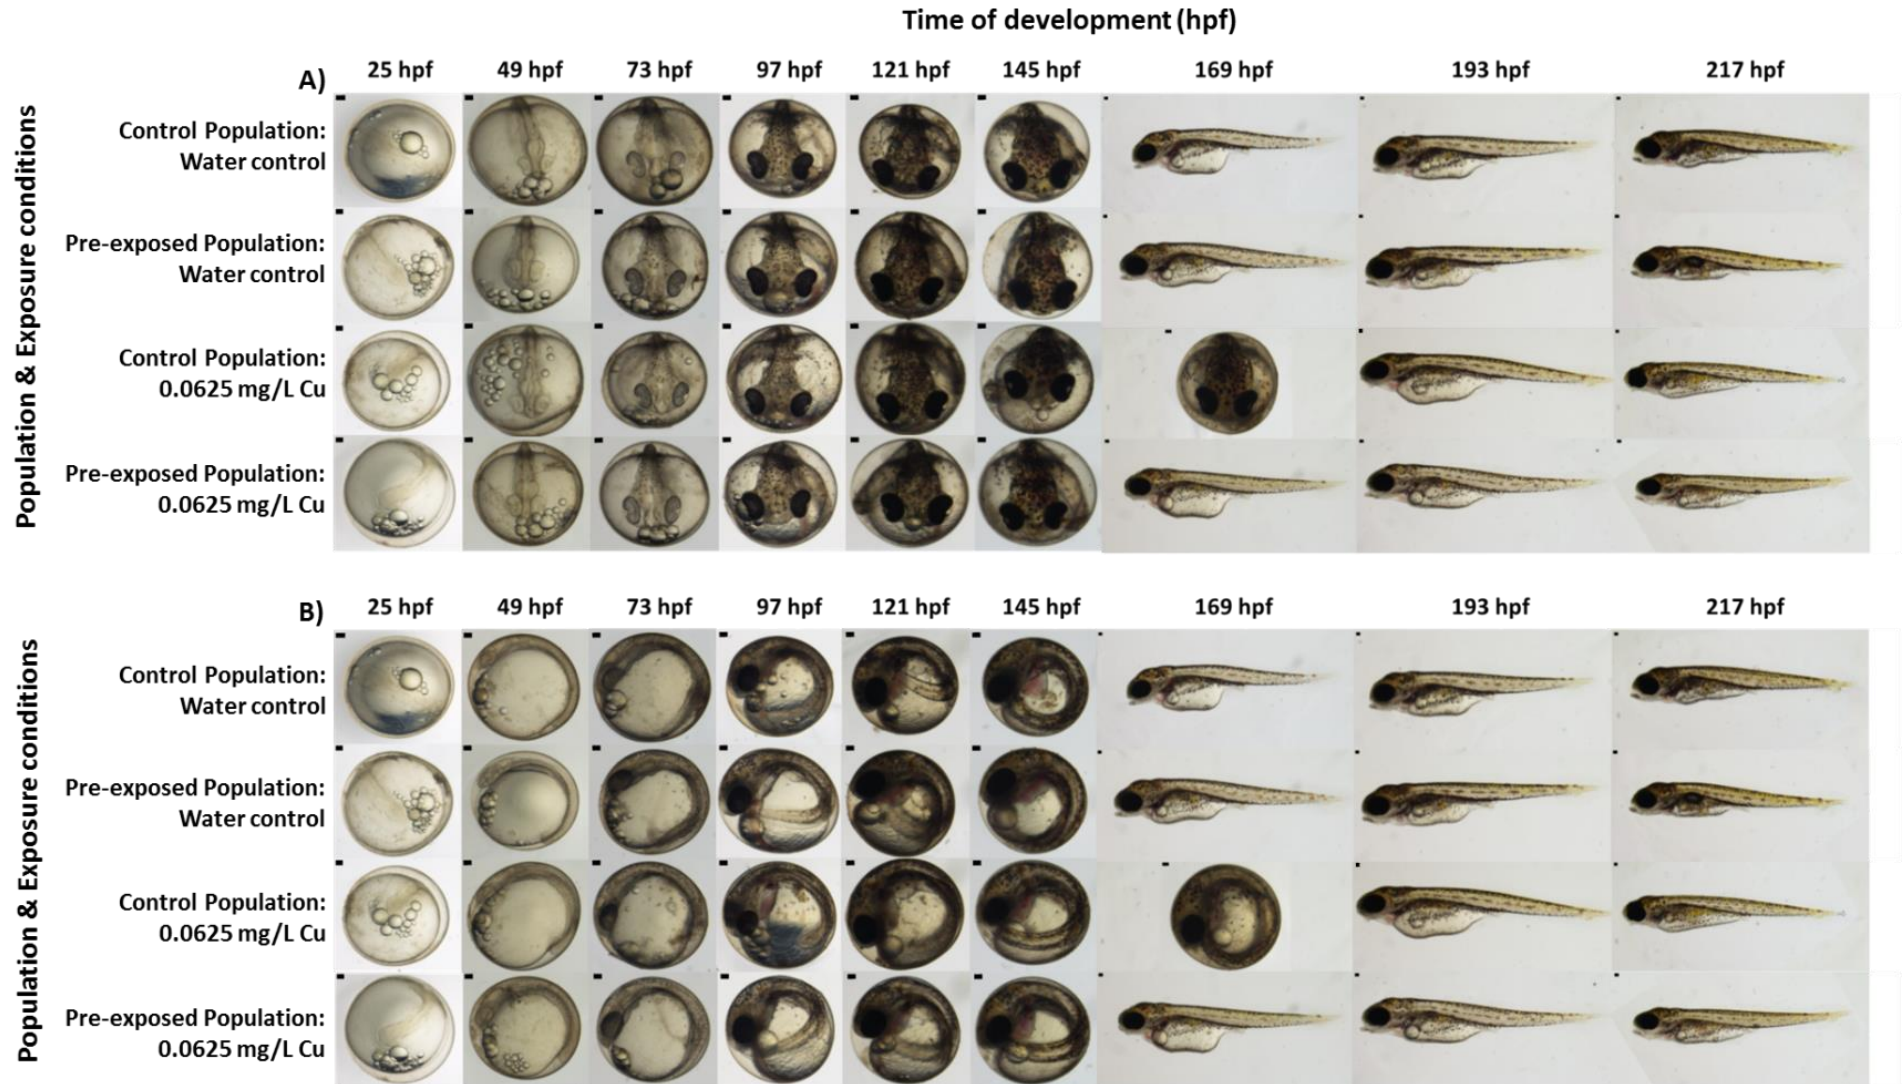 Time of development (hpf)
A)
25 hpf 49 hpf 73 hpf 97 hpf 121 hpf 145 hpf 169 hpf 193 hpf 217 hpf
Population & Exposure conditions
Control Population:
Water control
Pre-exposed Population:
Water control
Control Population:
0.0625 mg/L Cu
Pre-exposed Population:
0.0625 mg/L Cu
B)
25 hpf 49 hpf 73 hpf 97 hpf 121 hpf 145 hpf 169 hpf 193 hpf 217 hpf
Population & Exposure conditions
Control Population:
Water control
Pre-exposed Population:
Water control
Control Population:
0.0625 mg/L Cu
Pre-exposed Population:
0.0625 mg/L Cu